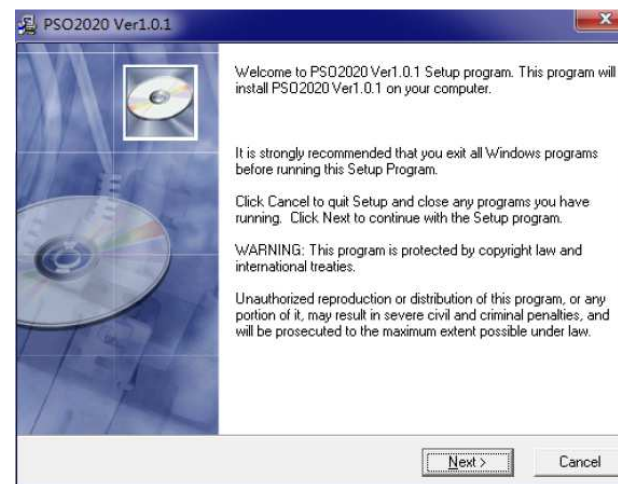 PSO2020 Ver1.0.1
Welcome to PSO2020 Ver1.0.1 Setup program. This program will
install PSO2020 Ver1.0.1 on your computer.
It is strongly recommended that you exit all Windows programs
before running this Setup Program.
Click Cancel to quit Setup and close any programs you have
running. Click Next to continue with the Setup program.
WARNING: This program is protected by copyright law and
international treaties.
Unauthorized reproduction or distribution of this program, or any
portion of it, may result in severe civil and criminal penalties, and
will be prosecuted to the maximum extent possible under law.
Next >
Cancel